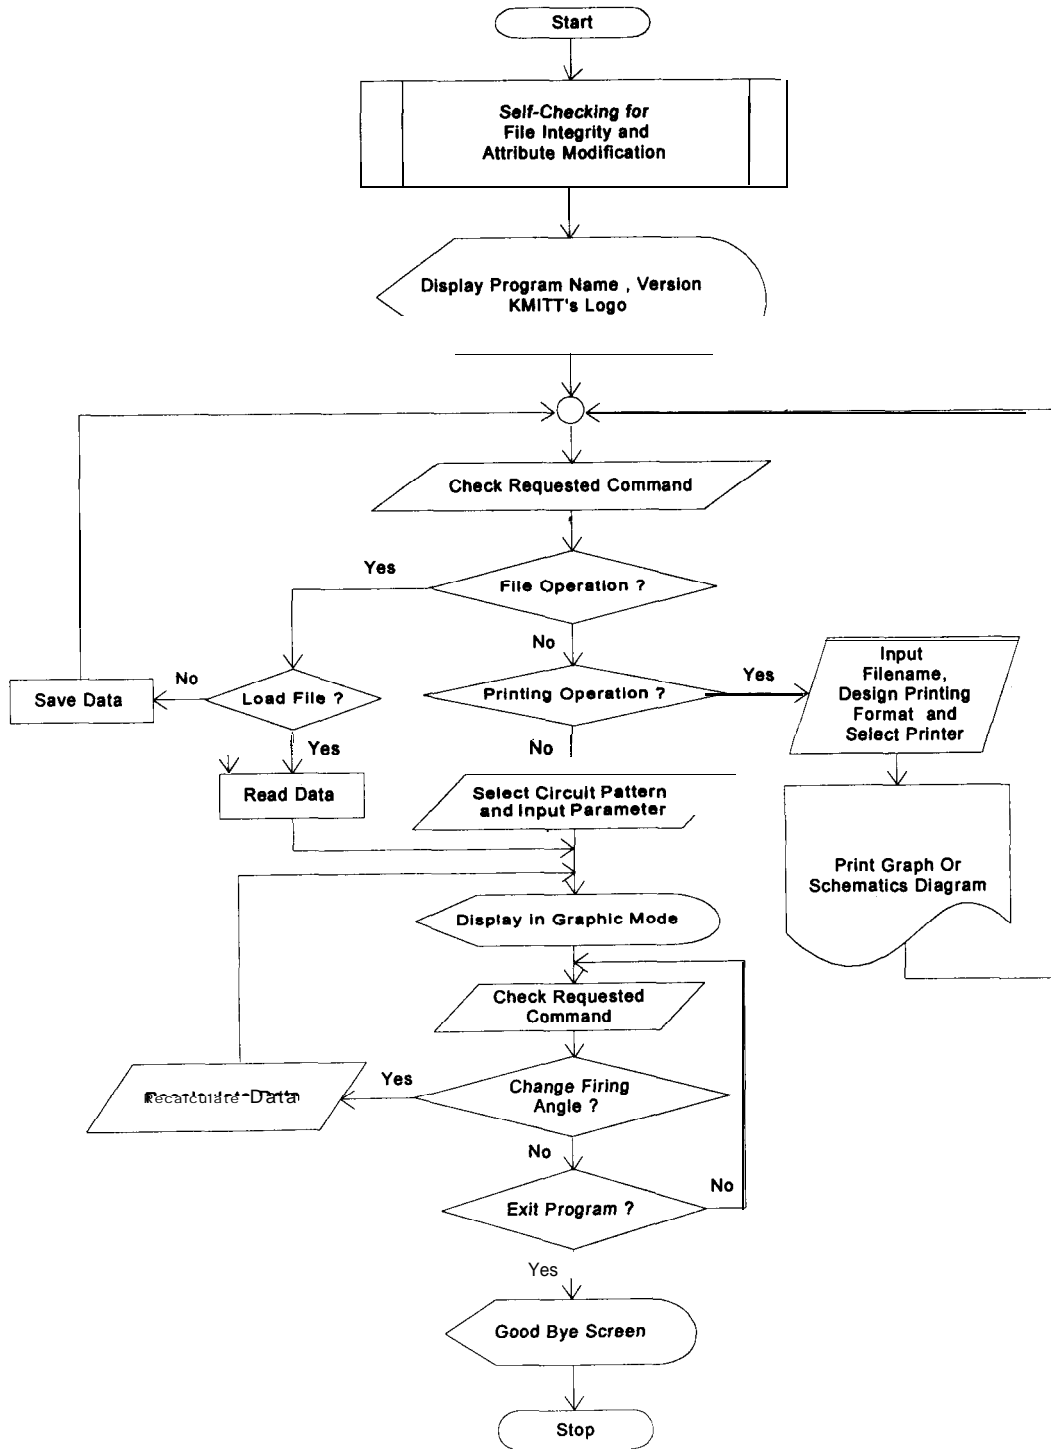 Start
Self-Checking for
File Integrity and
Attribute Modification
Display Program Name , Version
KMITT's Logo
Check Requested Command
Yes
File Operation ?
No
No
Save Data
Load File ?
Printing Operation ?
Yes
Input
Filename,
Design Printing
Format and
Select Printer
Yes
No
Read Data
Select Circuit Pattern
and Input Parameter
Print Graph Or
Schematics Diagram
Display in Graphic Mode
Check Requested
Command
Recalculate Data
Yes
Change Firing
Angle ?
No
No
Exit Program ?
Yes
Good Bye Screen
Stop